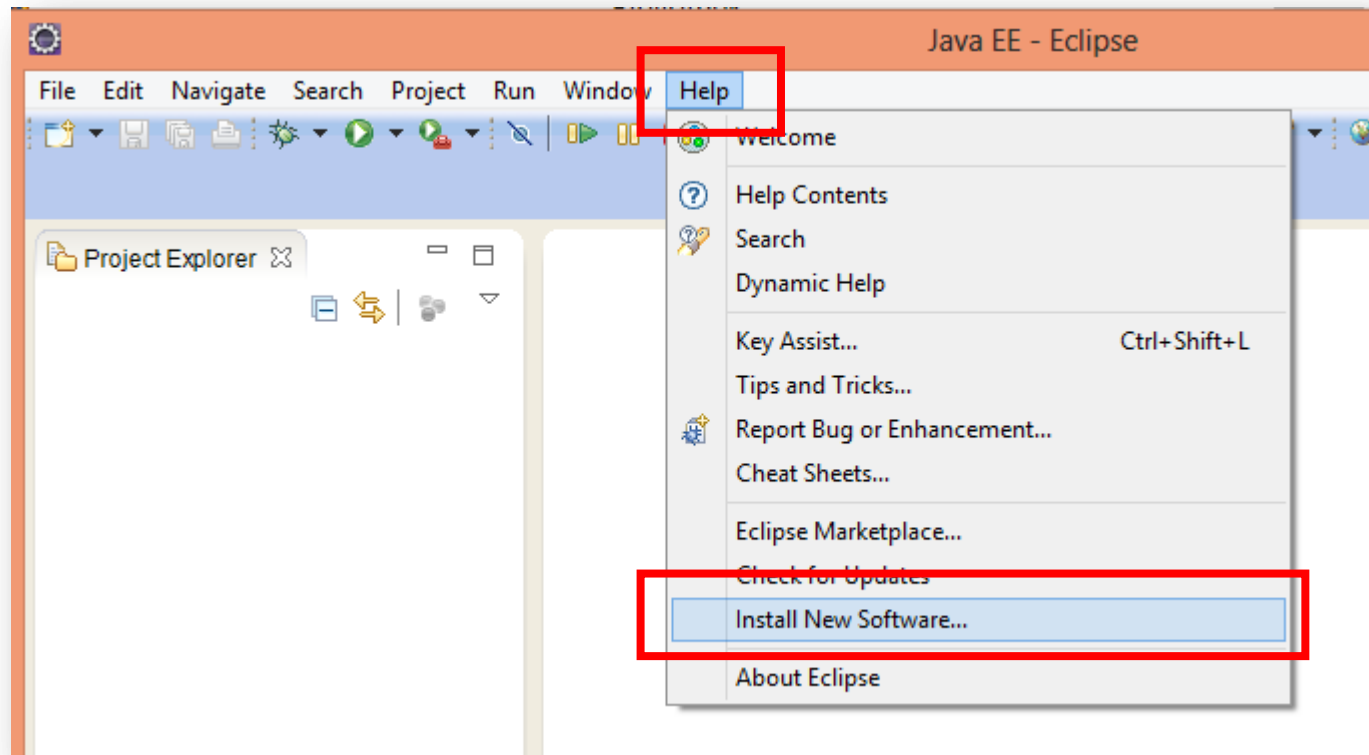 Java EE - Eclipse
File Edit Navigate Search Project Run Window Help
Welcome
Help Contents
Project Explorer
Search
Dynamic Help
Key Assist... Ctrl+Shift+L
Tips and Tricks...
Report Bug or Enhancement...
Cheat Sheets...
Eclipse Marketplace...
Check for Updates
Install New Software...
About Eclipse